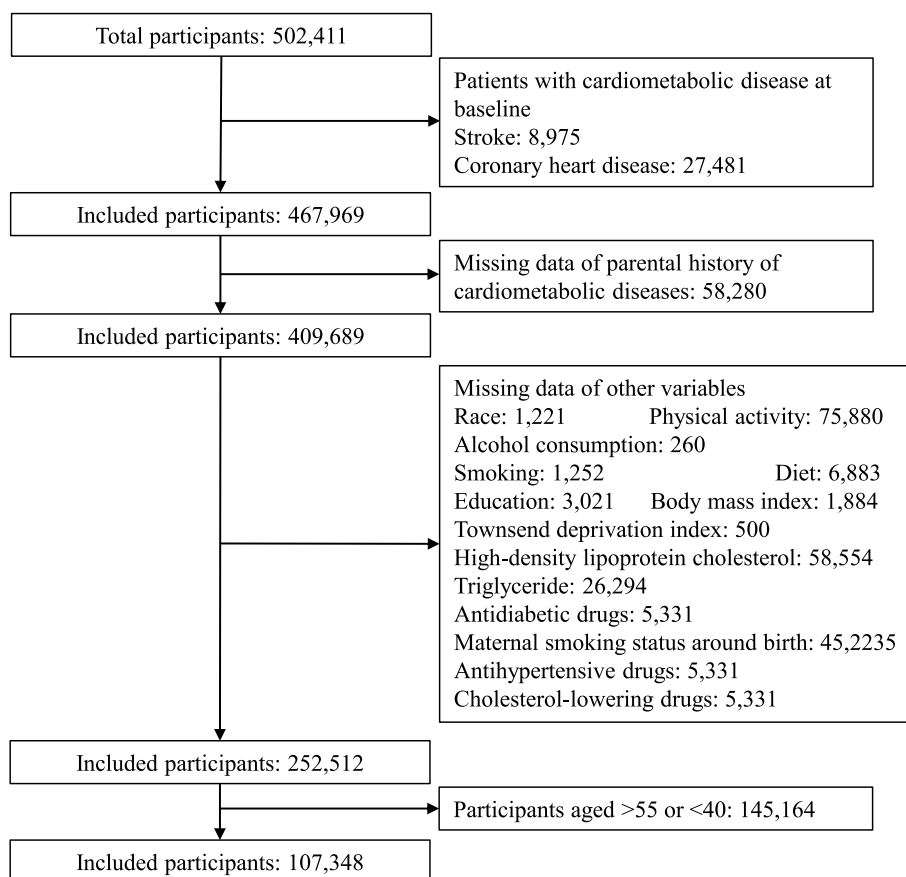 Total participants: 502,411
Patients with cardiometabolic disease at
baseline
Stroke: 8,975
Coronary heart disease: 27,481
Included participants: 467,969
Missing data of parental history of
cardiometabolic diseases: 58,280
Included participants: 409,689
Missing data of other variables
Race: 1,221 Physical activity: 75,880
Alcohol consumption: 260
Smoking: 1,252 Diet: 6,883
Education: 3,021 Body mass index: 1,884
Townsend deprivation index: 500
High-density lipoprotein cholesterol: 58,554
Triglyceride: 26,294
Antidiabetic drugs: 5,331
Maternal smoking status around birth: 45,2235
Antihypertensive drugs: 5,331
Cholesterol-lowering drugs: 5,331
Included participants: 252,512
Participants aged >55 or <40: 145,164
Included participants: 107,348